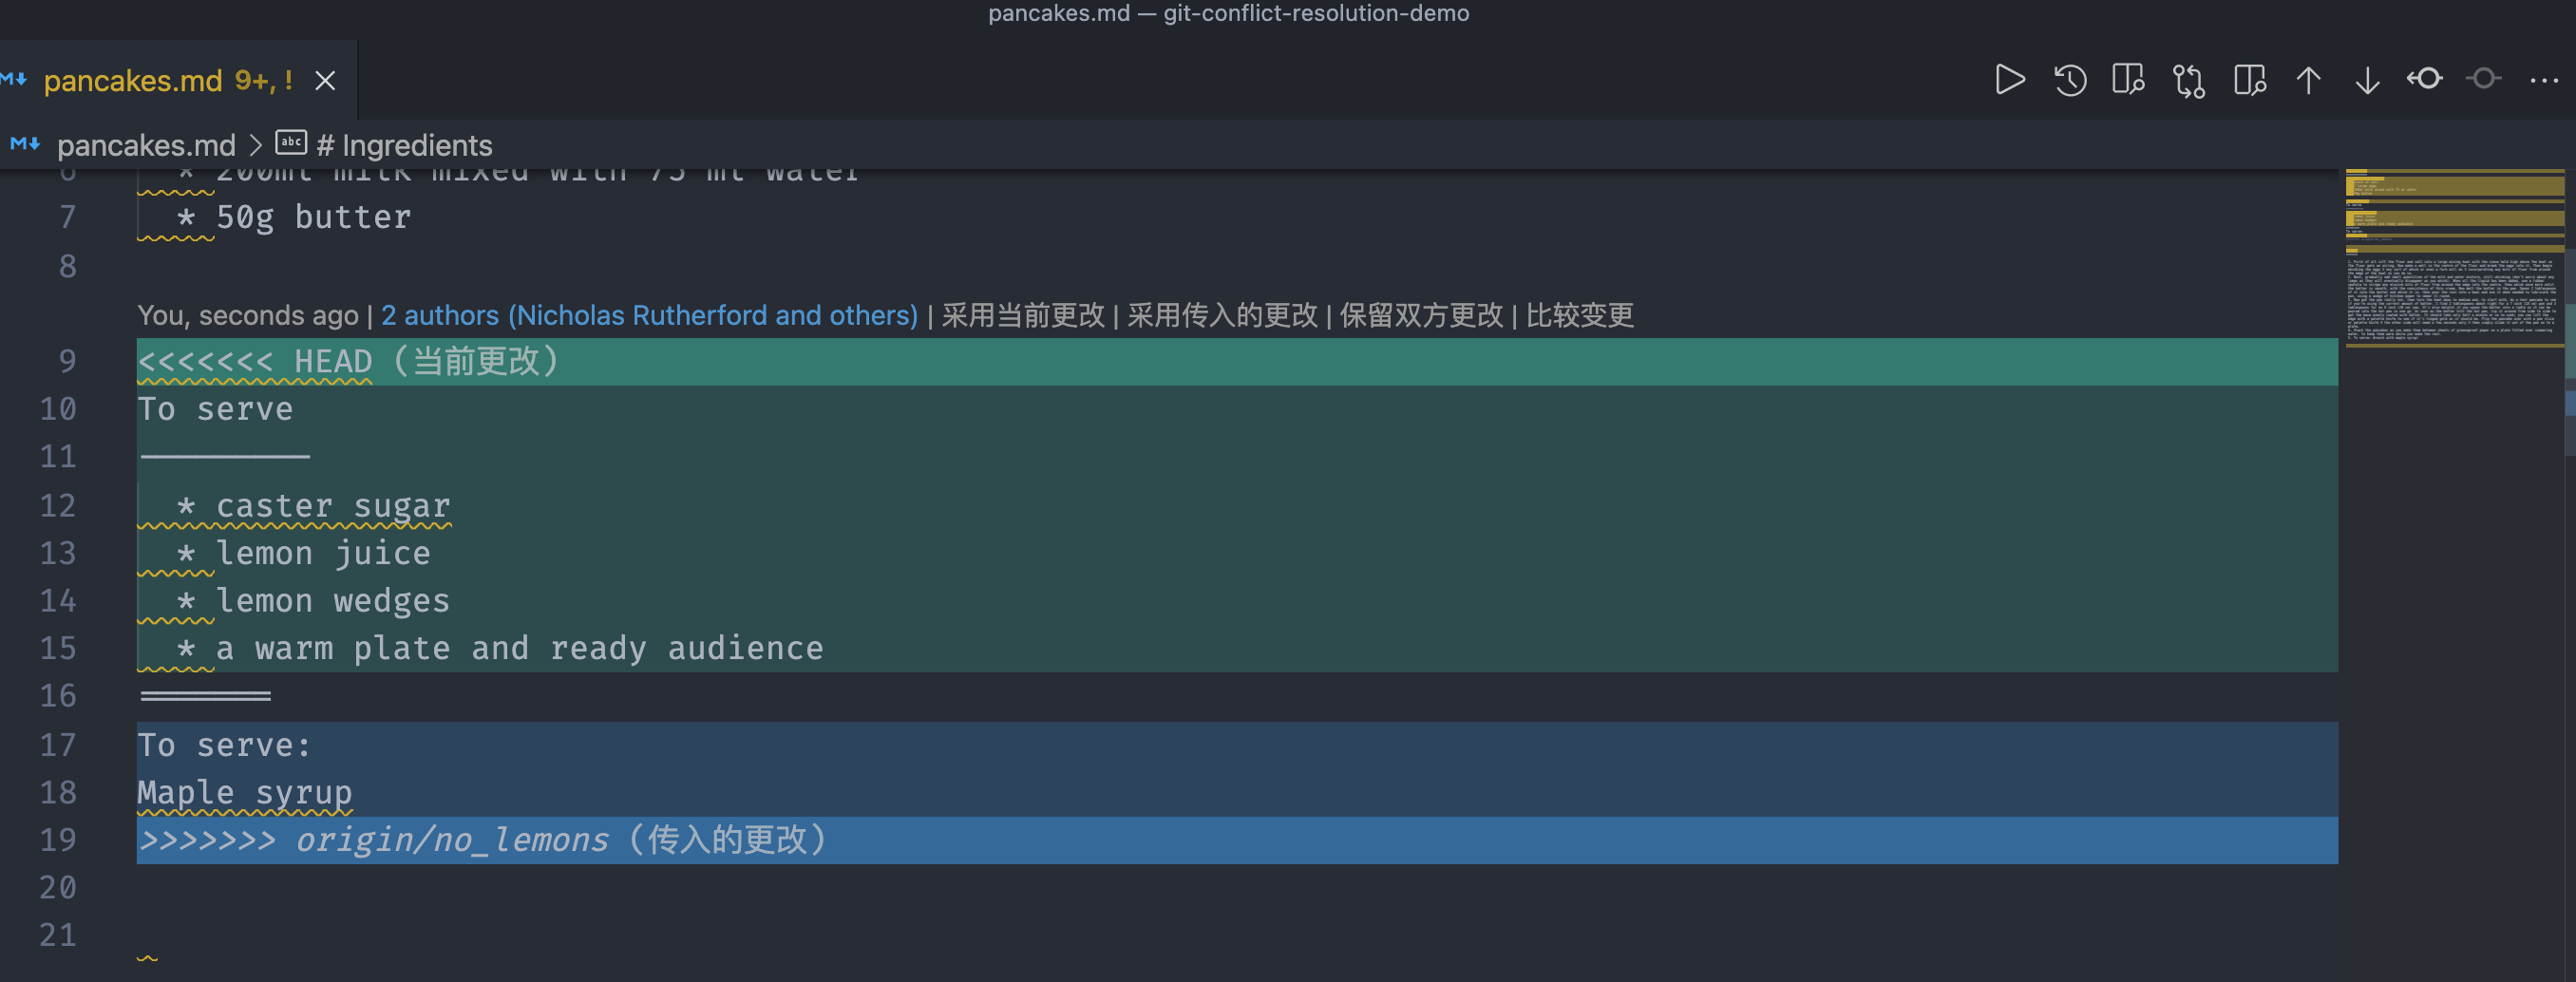 pancakes.md — git-conflict-resolution-demo
pancakes.md 9+, !
pancakes.md > abc # Ingredients
6 * 200ml milk mixed with 75 ml water
7 * 50g butter
8
You, seconds ago | 2 authors (Nicholas Rutherford and others) | 采用当前更改 | 采用传入的更改 | 保留双方更改 | 比较变更
9 <<<<<<< HEAD (当前更改)
10 To serve
11 ---------
12 * caster sugar
13 * lemon juice
14 * lemon wedges
15 * a warm plate and ready audience
16 =======
17 To serve:
18 Maple syrup
19 >>>>>>> origin/no_lemons (传入的更改)
20
21